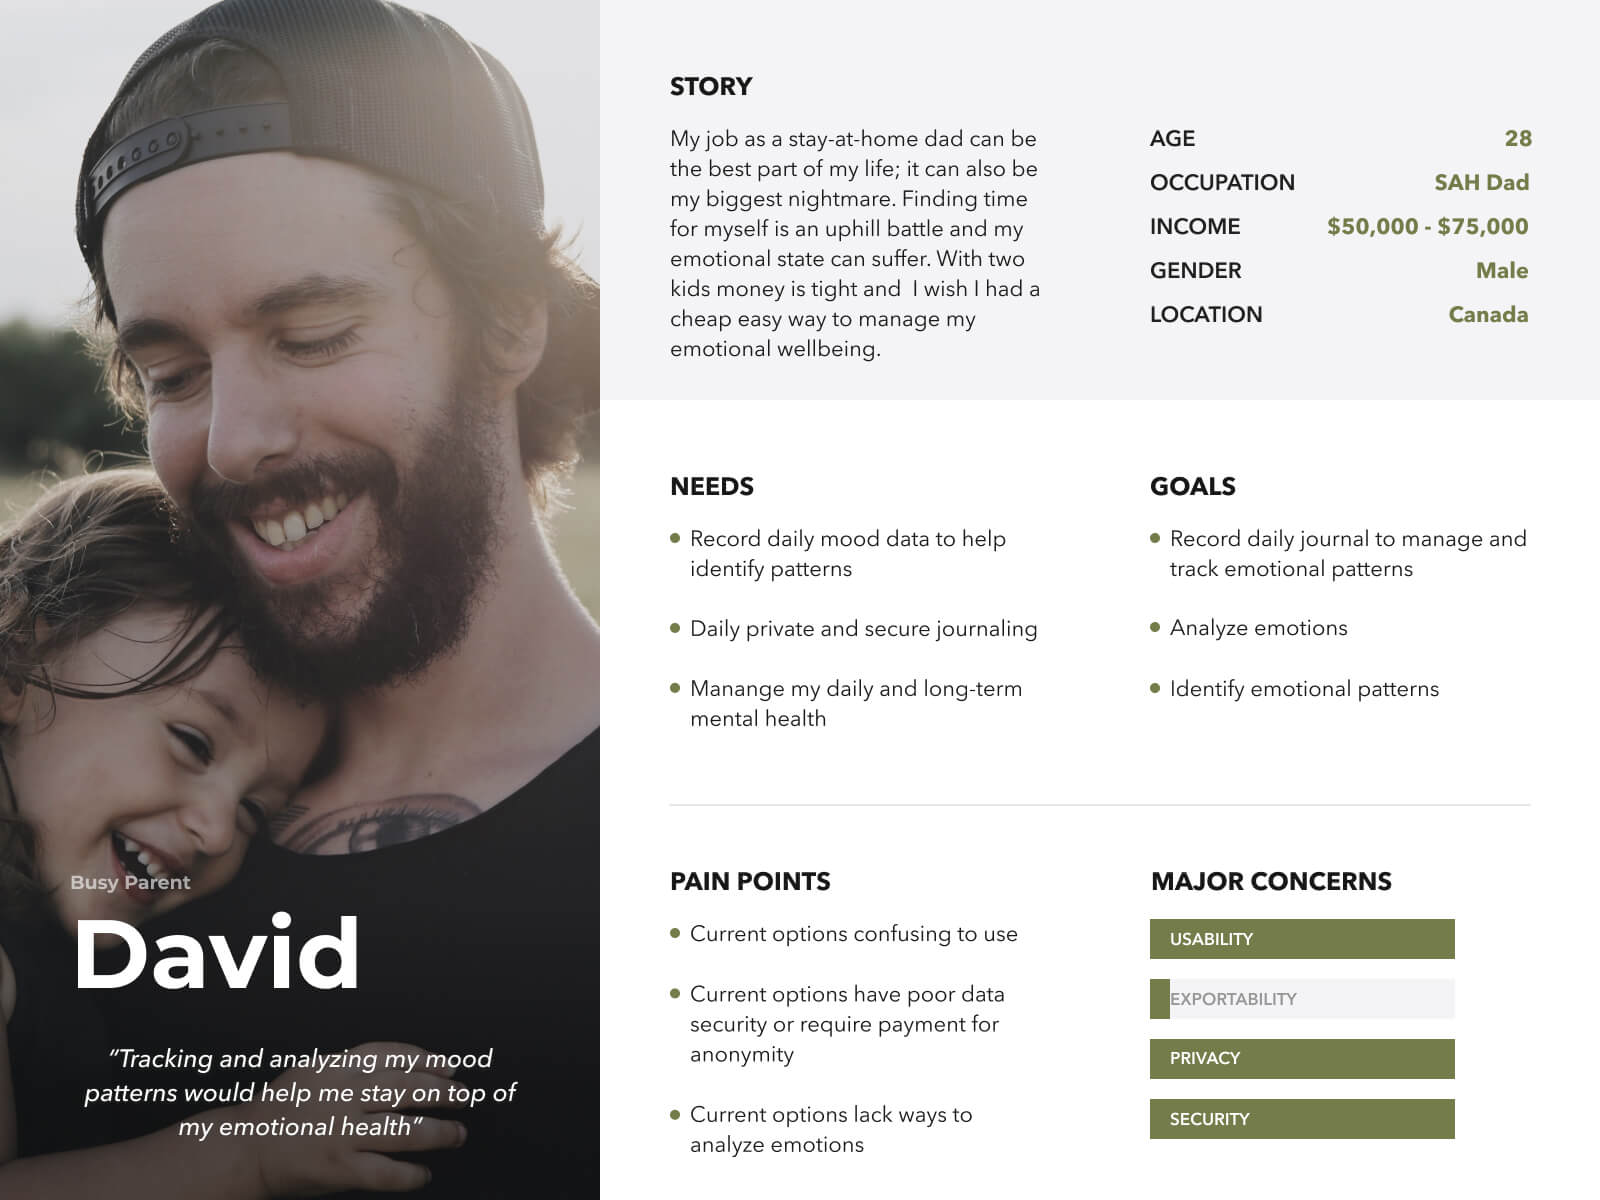 STORY
My job as a stay-at-home dad can be
the best part of my life; it can also be
my biggest nightmare. Finding time
for myself is an uphill battle and my
emotional state can suffer. With two
kids money is tight and  I wish I had a
cheap easy way to manage my
emotional wellbeing.
AGE 28
OCCUPATION SAH Dad
INCOME $50,000 - $75,000
GENDER Male
LOCATION Canada
NEEDS
Record daily mood data to help
identify patterns
Daily private and secure journaling
Manange my daily and long-term
mental health
GOALS
Record daily journal to manage and
track emotional patterns
Analyze emotions
Identify emotional patterns
PAIN POINTS
Current options confusing to use
Current options have poor data
security or require payment for
anonymity
Current options lack ways to
analyze emotions
MAJOR CONCERNS
USABILITY
EXPORTABILITY
PRIVACY
SECURITY
Busy Parent
David
“Tracking and analyzing my mood
patterns would help me stay on top of
my emotional health”